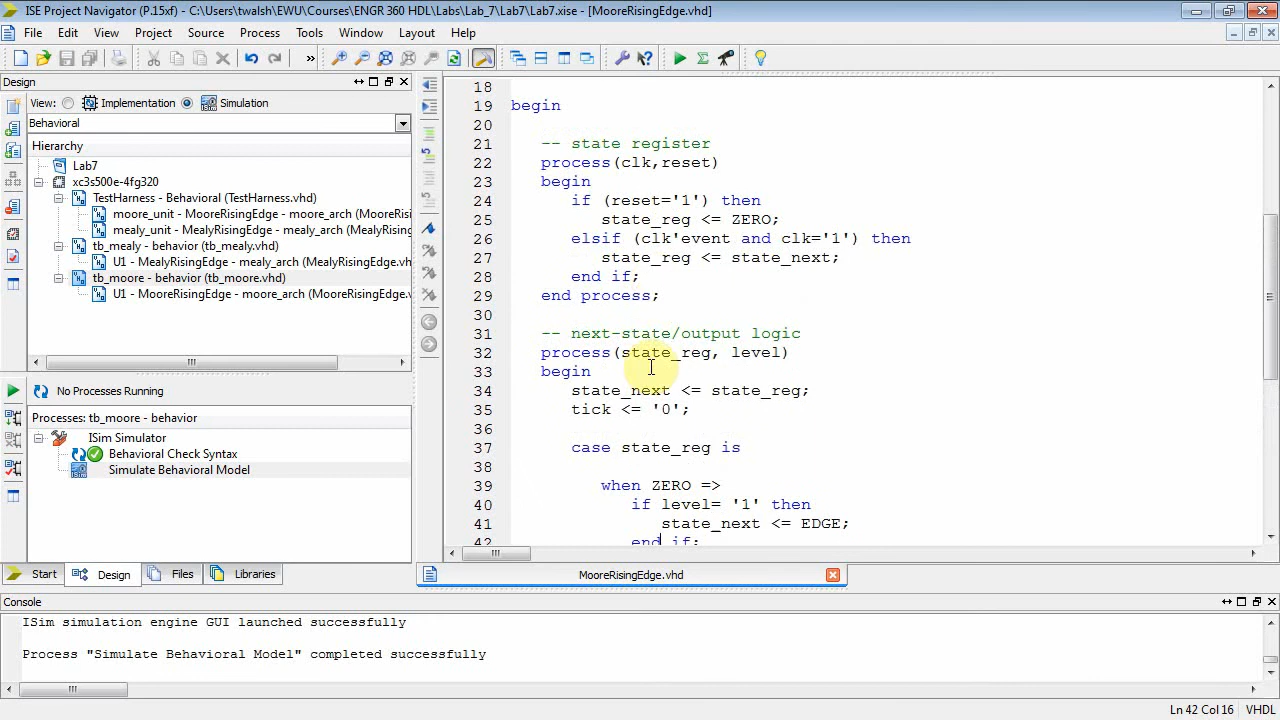 ISE Project Navigator (P.15xf) - C:\Users\twalsh\EWU\Courses\ENGR 360 HDL\Labs\Lab_7\Lab7\Lab7.xise - [MooreRisingEdge.vhd]
File Edit View Project Source Process Tools Window Layout Help
Design
View: Implementation Simulation
Behavioral
Hierarchy
Lab7
xc3s500e-4fg320
TestHarness - Behavioral (TestHarness.vhd)
moore_unit - MooreRisingEdge - moore_arch (MooreRi
mealy_unit - MealyRisingEdge - mealy_arch (MealyRi
tb_mealy - behavior (tb_mealy.vhd)
U1 - MealyRisingEdge - mealy_arch (MealyRisingEdg
tb_moore - behavior (tb_moore.vhd)
U1 - MooreRisingEdge - moore_arch (MooreRisingEdge.v
No Processes Running
Processes: tb_moore - behavior
ISim Simulator
Behavioral Check Syntax
Simulate Behavioral Model
Start Design Files Libraries
18
19 begin
20
21 -- state register
22 process(clk,reset)
23 begin
24 if (reset='1') then
25 state_reg <= ZERO;
26 elsif (clk'event and clk='1') then
27 state_reg <= state_next;
28 end if;
29 end process;
30
31 -- next-state/output logic
32 process(state_reg, level)
33 begin
34 state_next <= state_reg;
35 tick <= '0';
36
37 case state_reg is
38
39 when ZERO =>
40 if level= '1' then
41 state_next <= EDGE;
42 end if;
MooreRisingEdge.vhd
Console
ISim simulation engine GUI launched successfully
Process "Simulate Behavioral Model" completed successfully
Ln 42 Col 16 VHDL